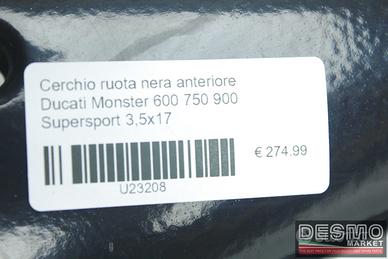 Cerchio ruota nera anteriore
Ducati Monster 600 750 900
Supersport 3,5x17
€ 274.99
U23208
DESMO
MARKET